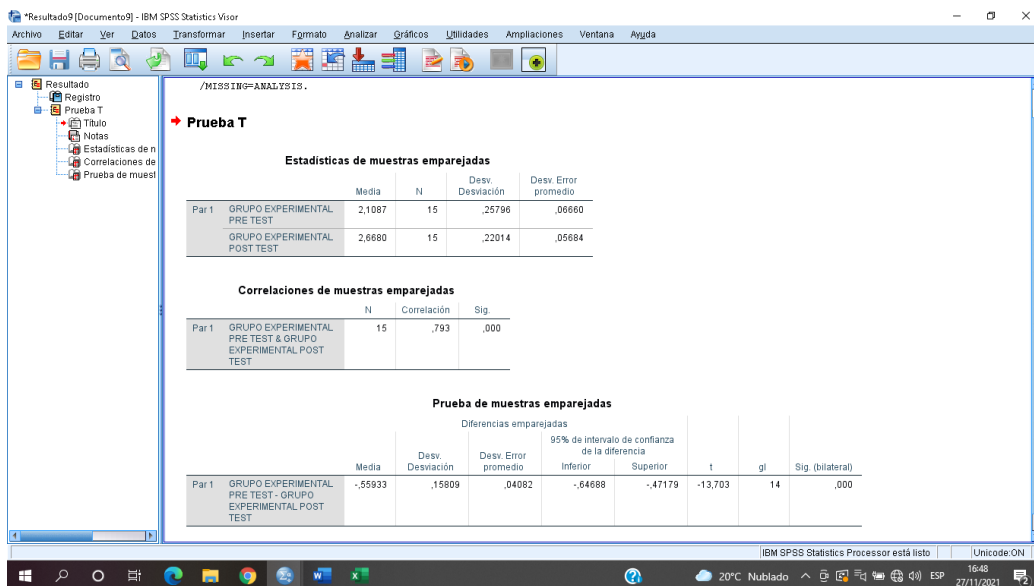 *Resultado9 [Documento9] - IBM SPSS Statistics Visor
Archivo Editar Ver Datos Transformar Insertar Formato Analizar Gráficos Utilidades Ampliaciones Ventana Ayuda
Resultado
Registro
Prueba T
Título
Notas
Estadísticas de n
Correlaciones de
Prueba de muest
/MISSING=ANALYSIS.
Prueba T
Estadísticas de muestras emparejadas
Media N Desv. Desviación Desv. Error promedio
Par 1 GRUPO EXPERIMENTAL PRE TEST 2,1087 15 ,25796 ,06660
GRUPO EXPERIMENTAL POST TEST 2,6680 15 ,22014 ,05684
Correlaciones de muestras emparejadas
N Correlación Sig.
Par 1 GRUPO EXPERIMENTAL PRE TEST & GRUPO EXPERIMENTAL POST TEST 15 ,793 ,000
Prueba de muestras emparejadas
Diferencias emparejadas
95% de intervalo de confianza de la diferencia
Media Desv. Desviación Desv. Error promedio Inferior Superior t gl Sig. (bilateral)
Par 1 GRUPO EXPERIMENTAL PRE TEST - GRUPO EXPERIMENTAL POST TEST -,55933 ,15809 ,04082 -,64688 -,47179 -13,703 14 ,000
IBM SPSS Statistics Processor está listo Unicode:ON
20°C Nublado ESP 16:48
27/11/2021